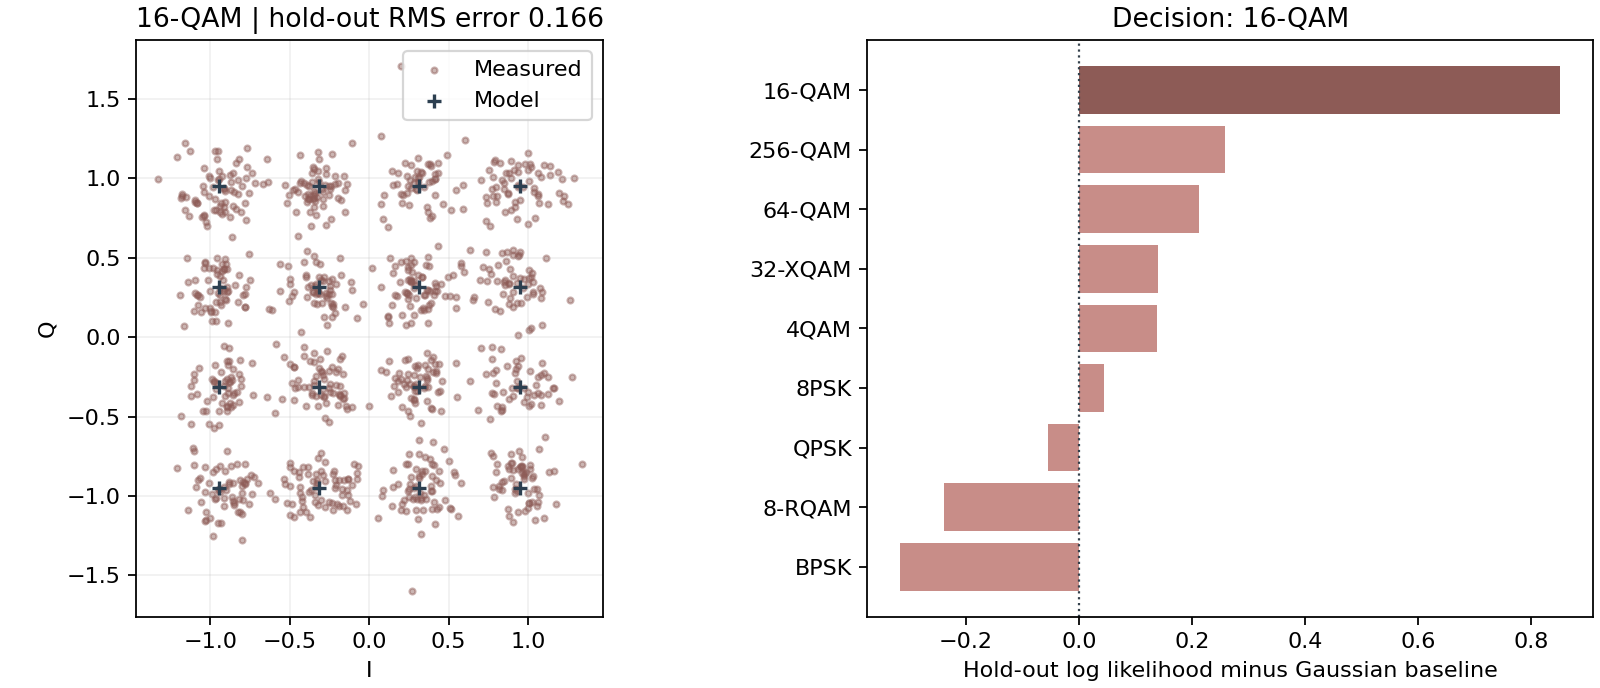 16-QAM | hold-out RMS error 0.166
Measured
Model
1.5
1.0
0.5
0.0
−0.5
−1.0
−1.5
Q
−1.0
−0.5
0.0
0.5
1.0
I
Decision: 16-QAM
16-QAM
256-QAM
64-QAM
32-XQAM
4QAM
8PSK
QPSK
8-RQAM
BPSK
−0.2
0.0
0.2
0.4
0.6
0.8
Hold-out log likelihood minus Gaussian baseline